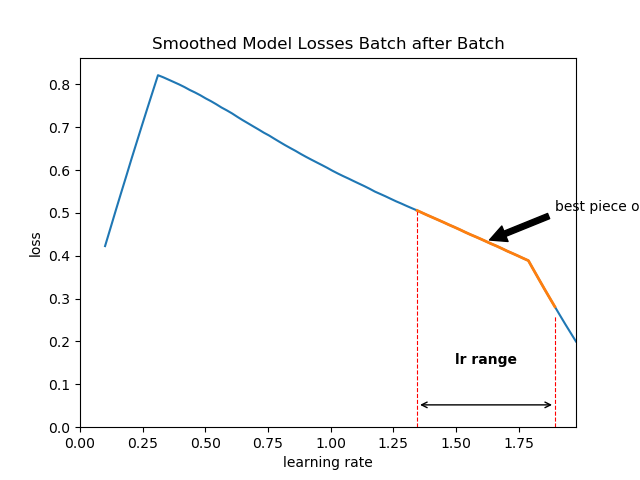 Smoothed Model Losses Batch after Batch
0.8
0.7
0.6
0.5
0.4
0.3
0.2
0.1
0.0
loss
best piece o
lr range
0.00 0.25 0.50 0.75 1.00 1.25 1.50 1.75
learning rate